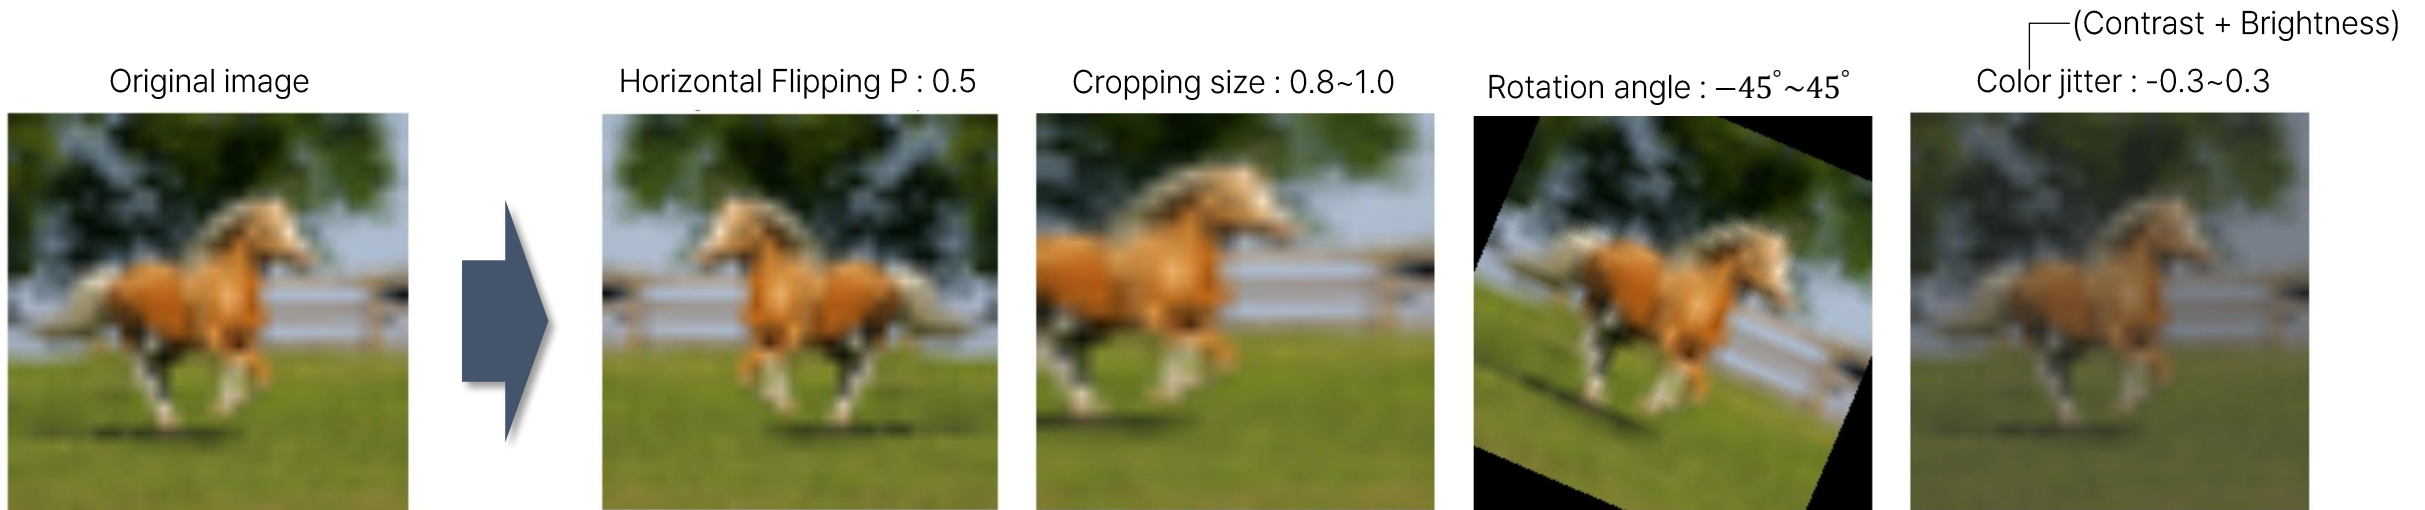 (Contrast + Brightness)
Original image
Horizontal Flipping P : 0.5
Cropping size : 0.8~1.0
Rotation angle : −45°~45°
Color jitter : -0.3~0.3